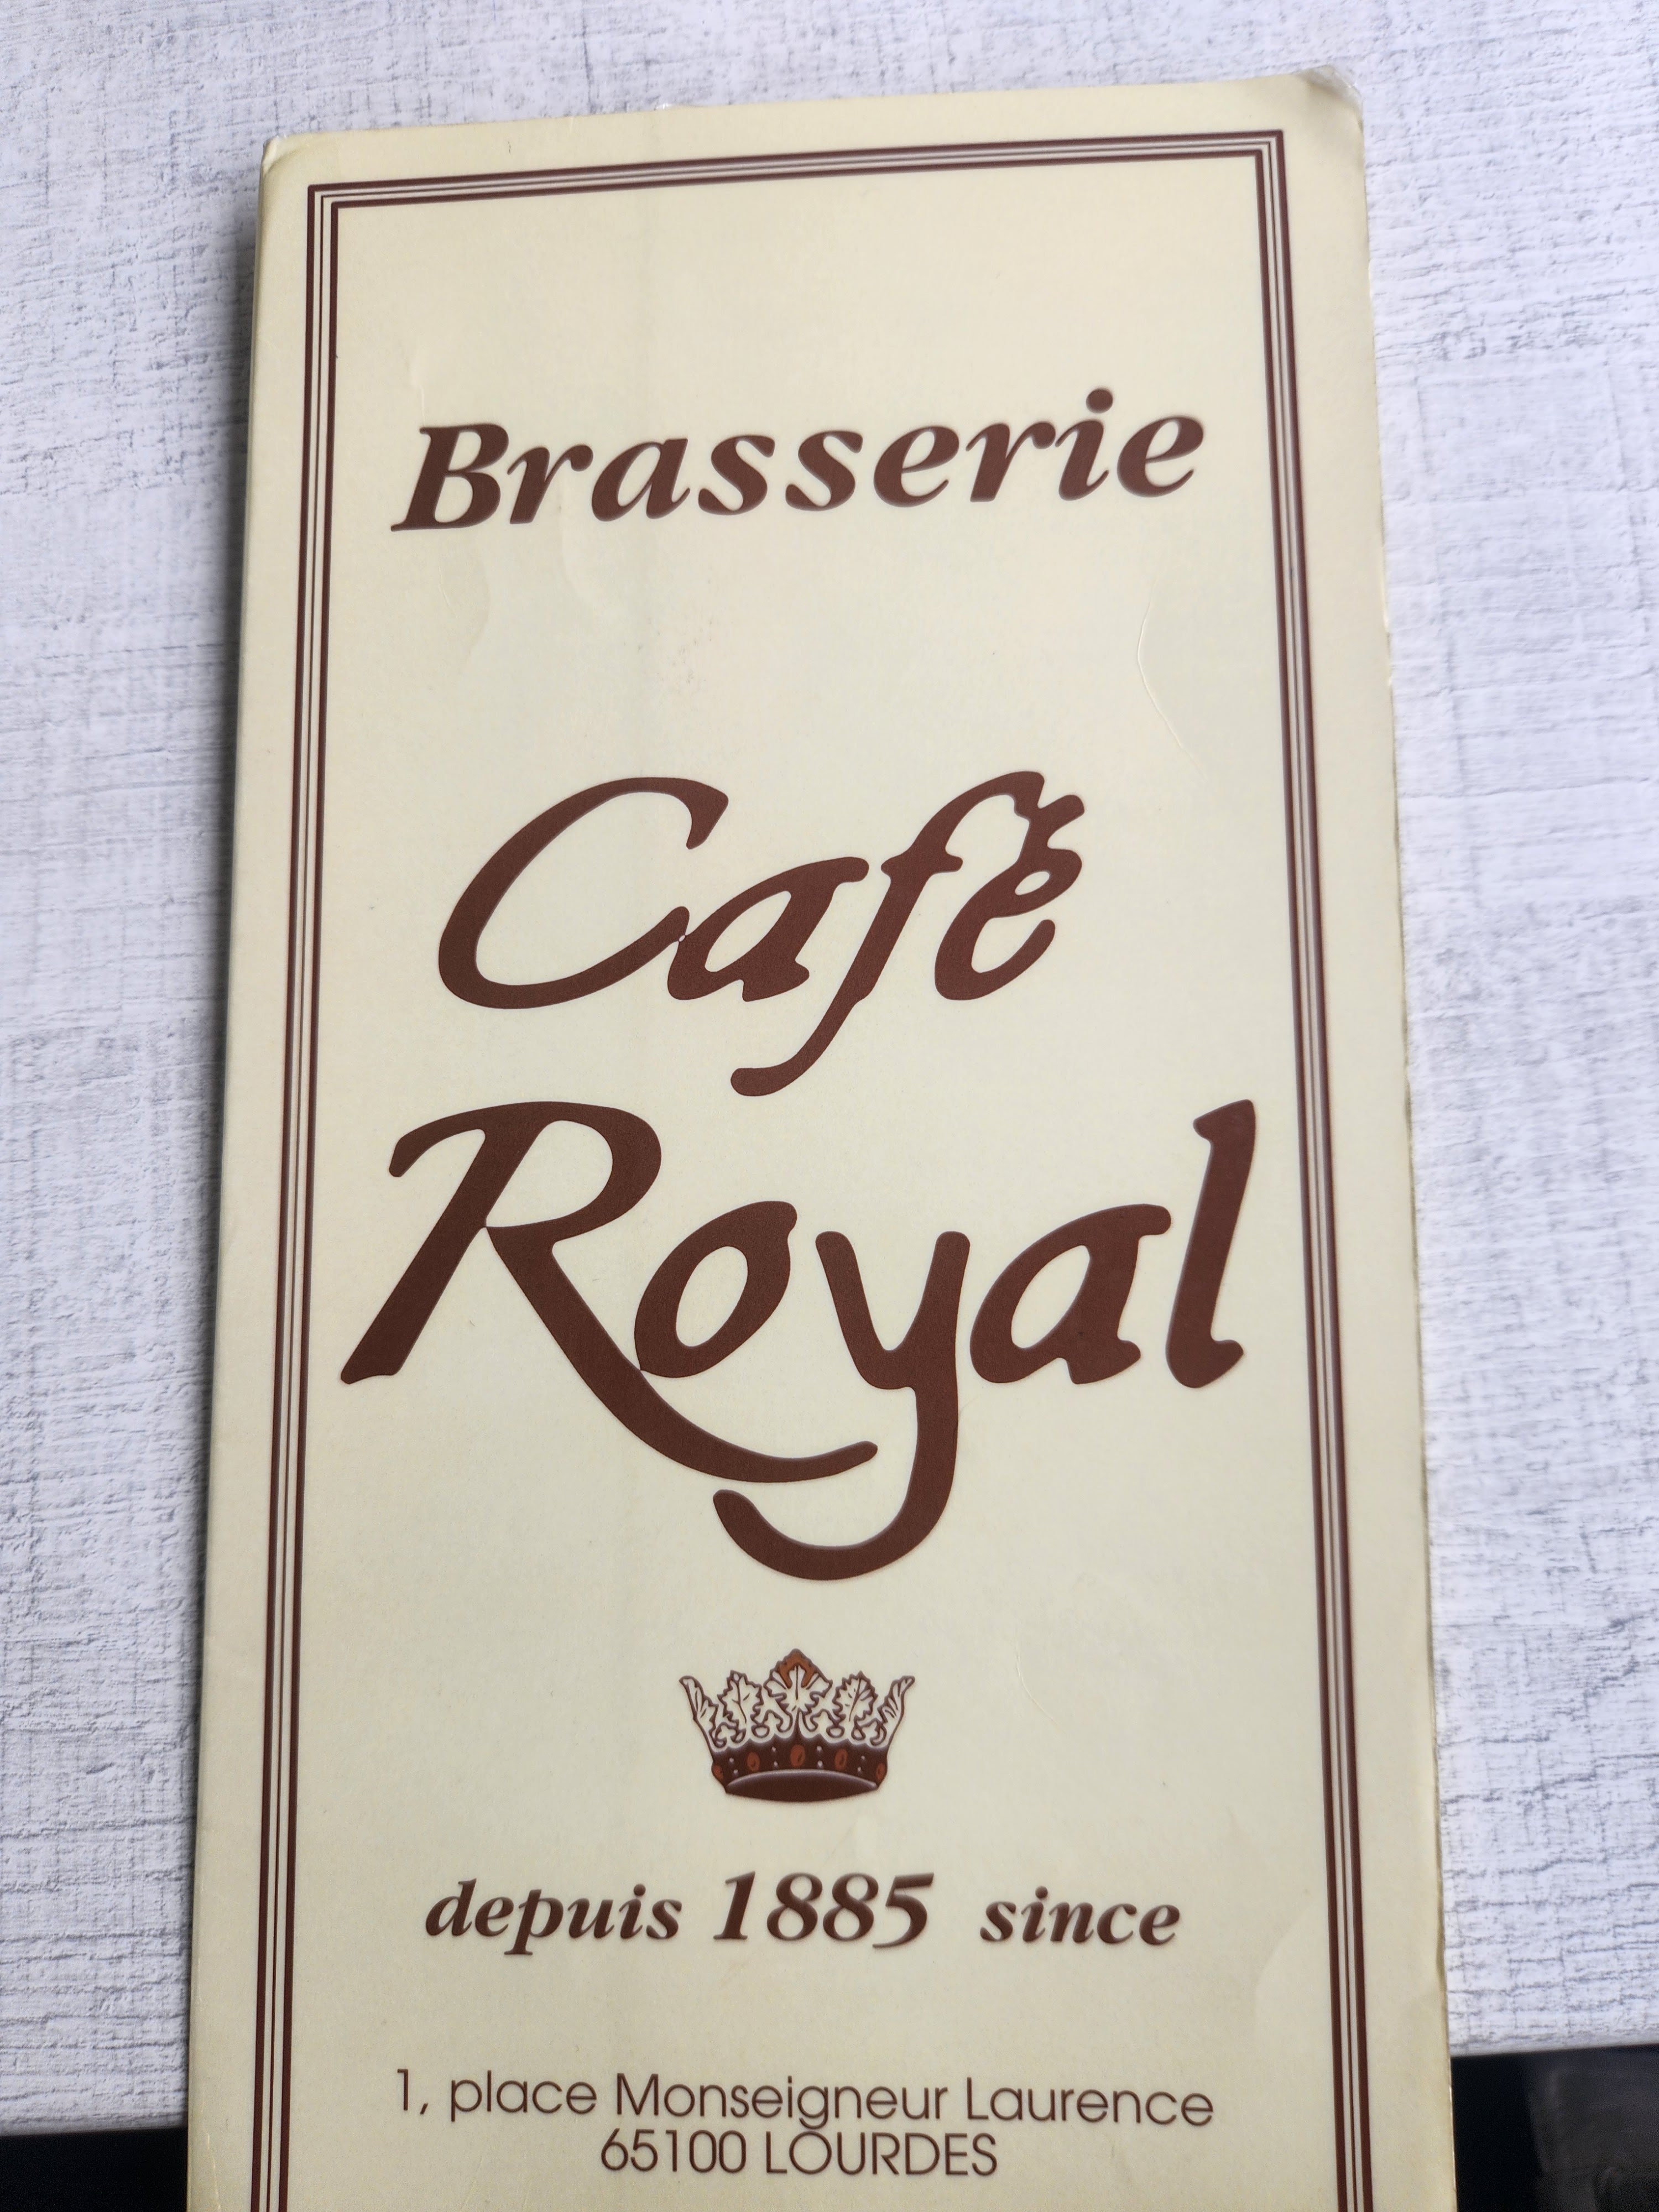 Brasserie
Café
Royal
depuis 1885 since
1, place Monseigneur Laurence
65100 LOURDES